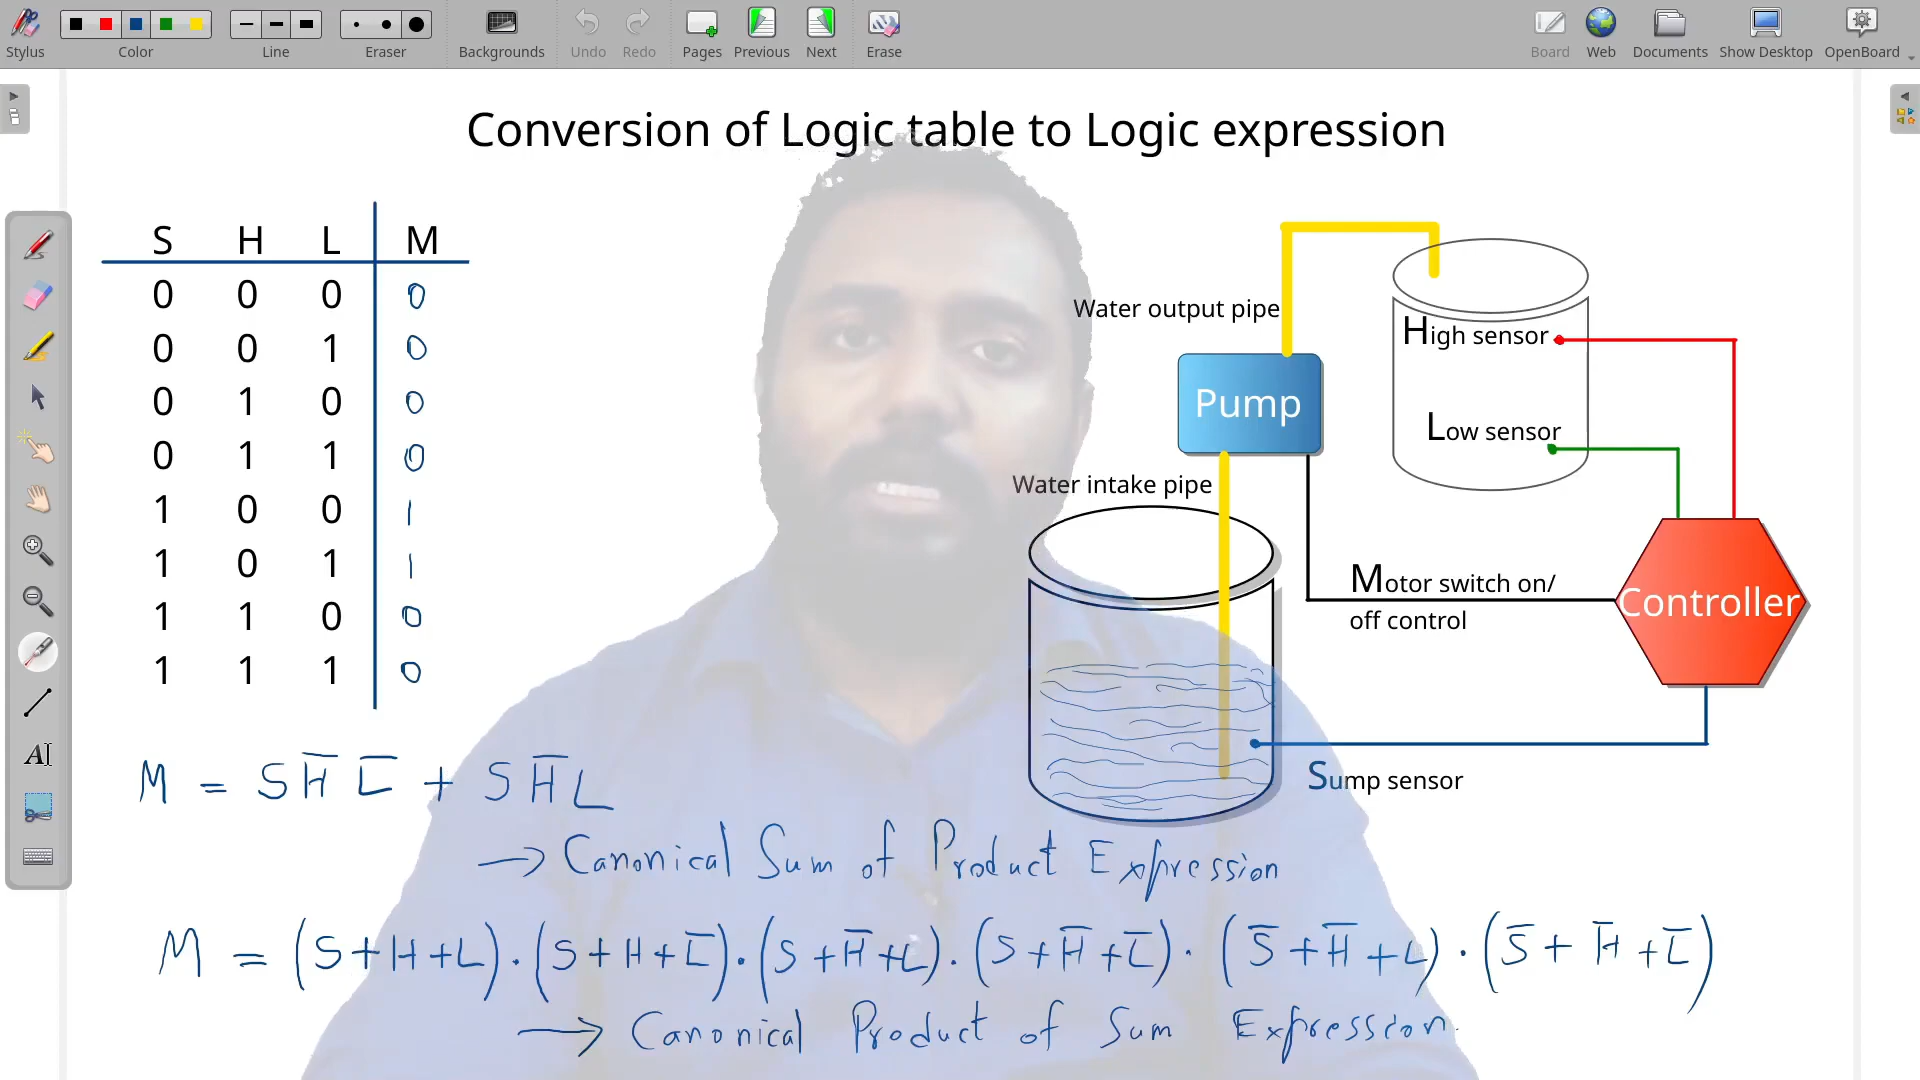 Stylus Color Line Eraser Backgrounds Undo Redo Pages Previous Next Erase Board Web Documents Show Desktop OpenBoard
Conversion of Logic table to Logic expression
S H L M
0 0 0 0
0 0 1 0
0 1 0 0
0 1 1 0
1 0 0 1
1 0 1 1
1 1 0 0
1 1 1 0
Water output pipe
High sensor
Pump
Low sensor
Water intake pipe
Motor switch on/
off control
Controller
Sump sensor
M = S H̅ L̅ + S H̅ L
→ Canonical Sum of Product Expression
M = (S+H+L)·(S+H+L̅)·(S+H̅+L)·(S+H̅+L̅)·(S̅+H̅+L)·(S̅+H̅+L̅)
→ Canonical Product of Sum Expression.